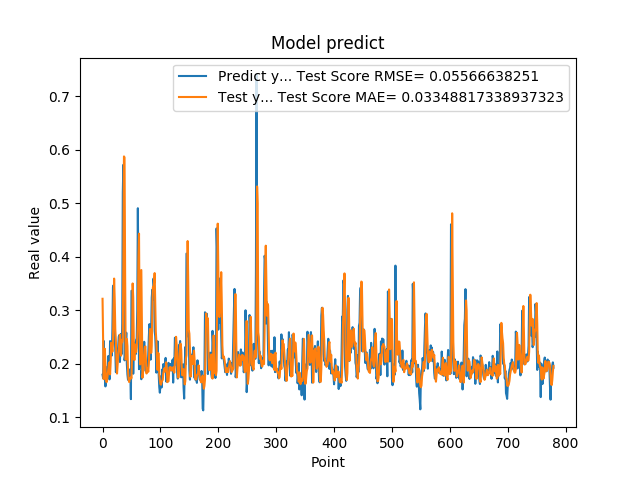 Model predict
Predict y... Test Score RMSE= 0.05566638251
Test y... Test Score MAE= 0.03348817338937323
0.7
0.6
0.5
0.4
0.3
0.2
0.1
Real value
0 100 200 300 400 500 600 700 800
Point